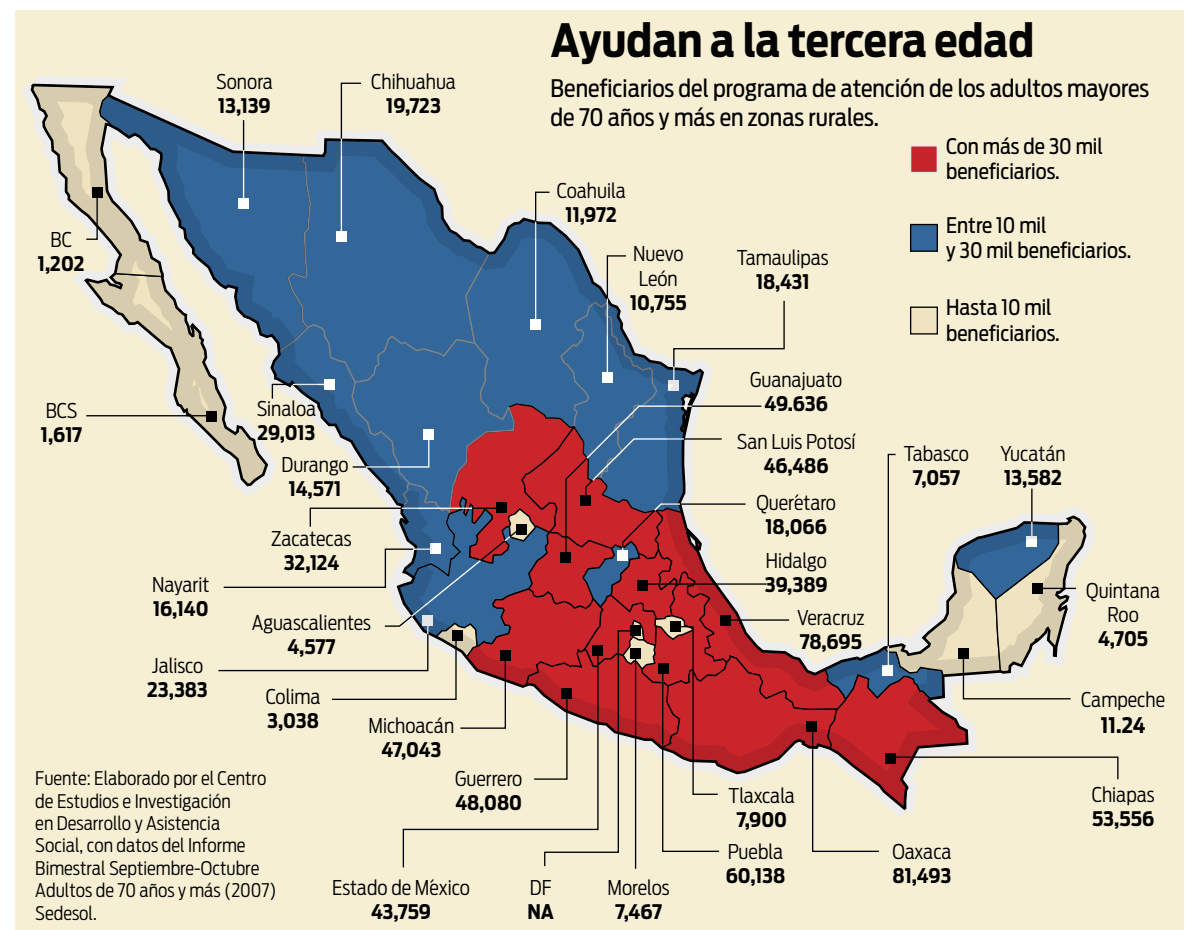 Ayudan a la tercera edad
Beneficiarios del programa de atención de los adultos mayores
de 70 años y más en zonas rurales.
Con más de 30 mil
beneficiarios.
Entre 10 mil
y 30 mil beneficiarios.
Hasta 10 mil
beneficiarios.
Sonora
13,139
Chihuahua
19,723
Coahuila
11,972
Nuevo
León
10,755
Tamaulipas
18,431
BC
1,202
BCS
1,617
Sinaloa
29,013
Durango
14,571
Zacatecas
32,124
Nayarit
16,140
Aguascalientes
4,577
Jalisco
23,383
Colima
3,038
Michoacán
47,043
Guerrero
48,080
Estado de México
43,759
DF
NA
Morelos
7,467
Guanajuato
49.636
San Luis Potosí
46,486
Querétaro
18,066
Hidalgo
39,389
Veracruz
78,695
Tabasco
7,057
Yucatán
13,582
Quintana
Roo
4,705
Campeche
11.24
Chiapas
53,556
Tlaxcala
7,900
Puebla
60,138
Oaxaca
81,493
Fuente: Elaborado por el Centro
de Estudios e Investigación
en Desarrollo y Asistencia
Social, con datos del Informe
Bimestral Septiembre-Octubre
Adultos de 70 años y más (2007)
Sedesol.